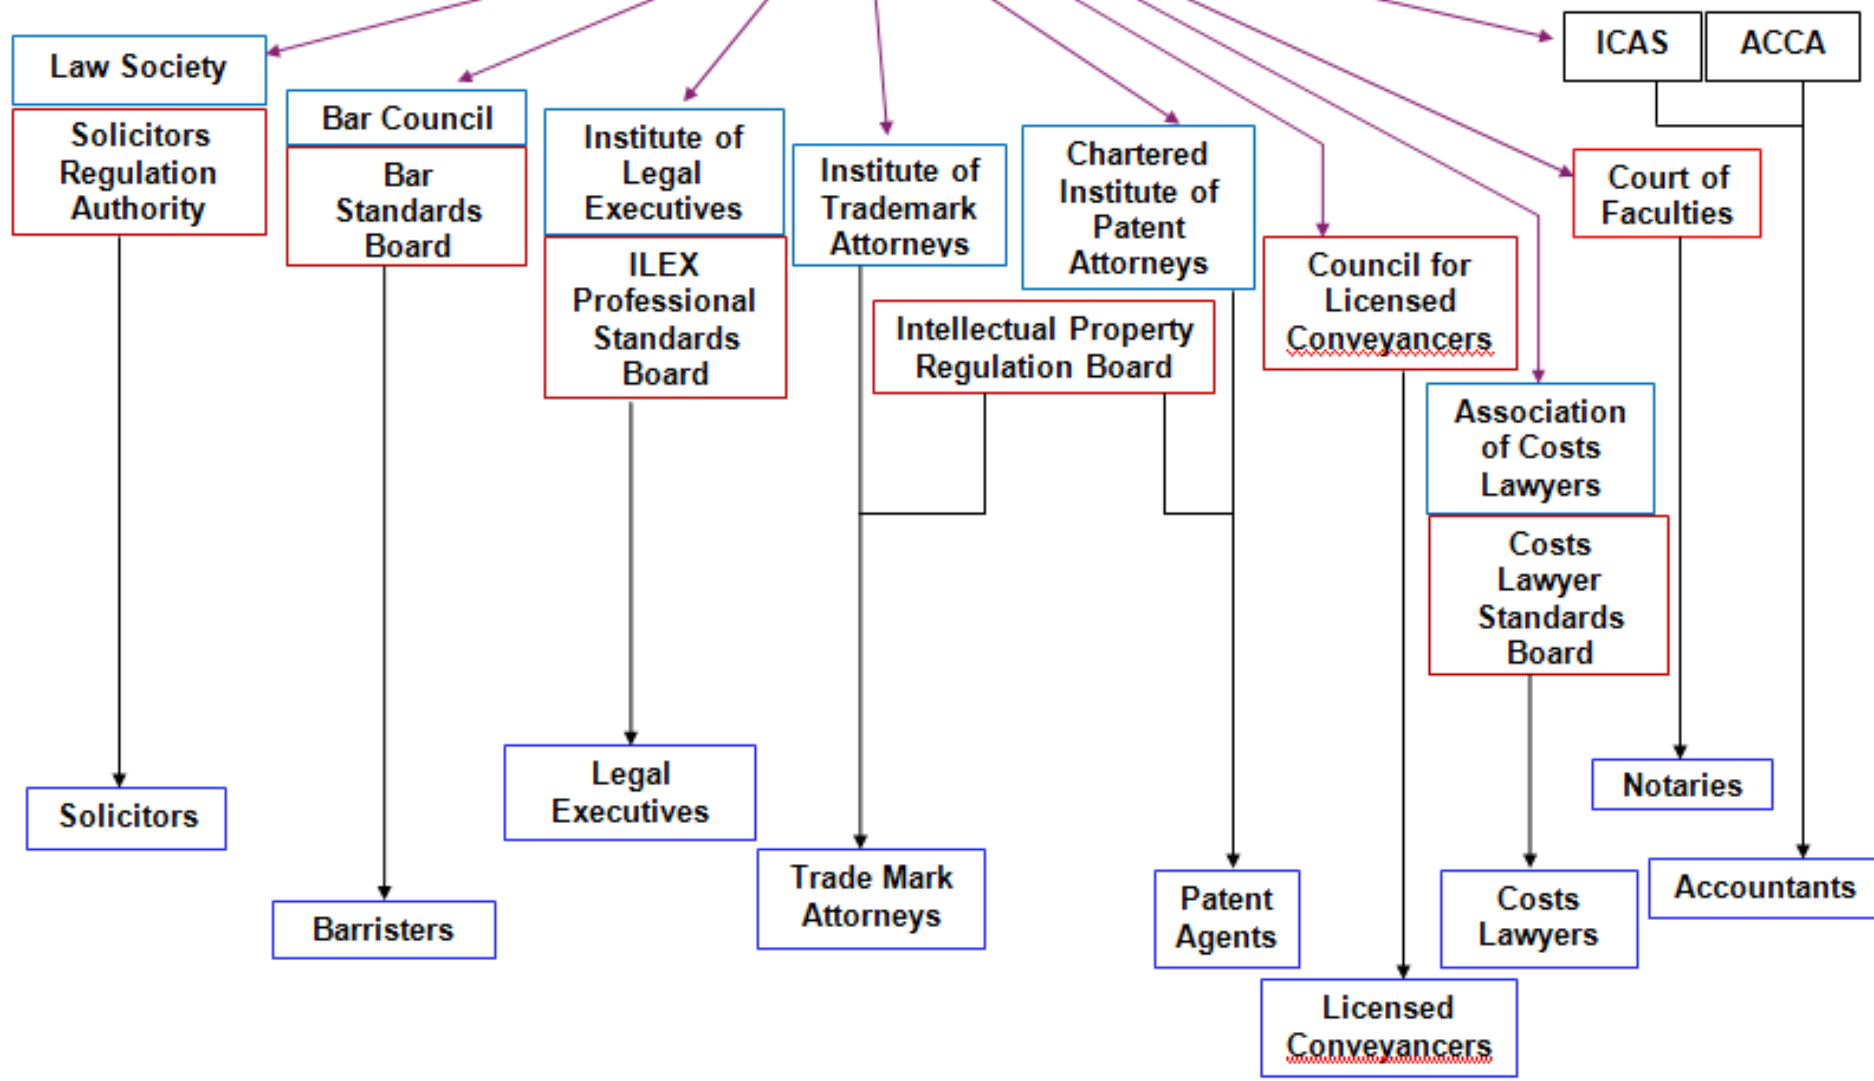 Law Society
Solicitors
Regulation
Authority
Bar Council
Bar
Standards
Board
Institute of
Legal
Executives
ILEX
Professional
Standards
Board
Institute of
Trademark
Attorneys
Chartered
Institute of
Patent
Attorneys
Intellectual Property
Regulation Board
Council for
Licensed
Conveyancers
Association
of Costs
Lawyers
Costs
Lawyer
Standards
Board
Court of
Faculties
ICAS
ACCA
Solicitors
Barristers
Legal
Executives
Trade Mark
Attorneys
Patent
Agents
Licensed
Conveyancers
Costs
Lawyers
Notaries
Accountants